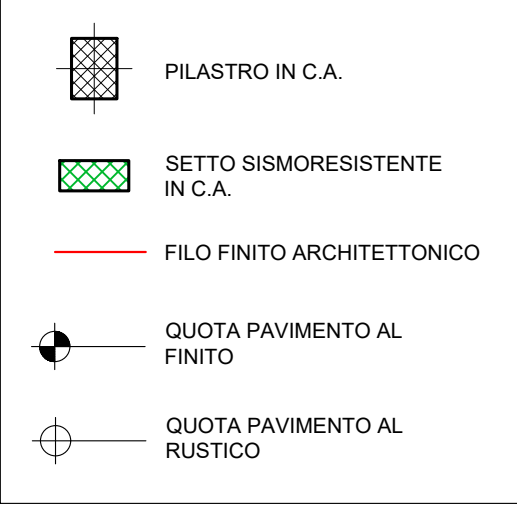 PILASTRO IN C.A.
SETTO SISMORESISTENTE
IN C.A.
FILO FINITO ARCHITETTONICO
QUOTA PAVIMENTO AL
FINITO
QUOTA PAVIMENTO AL
RUSTICO